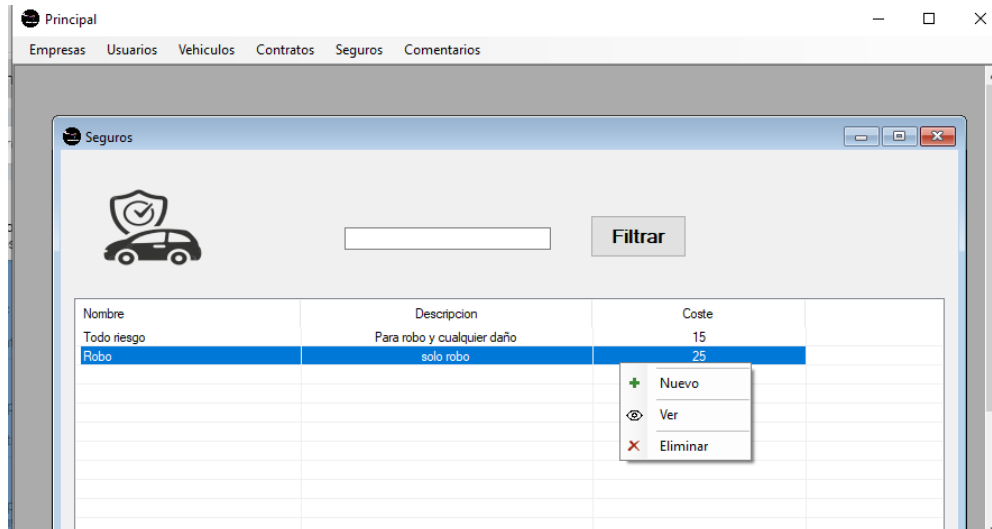 Principal
Empresas Usuarios Vehiculos Contratos Seguros Comentarios
Seguros
Filtrar
Nombre Descripcion Coste
Todo riesgo Para robo y cualquier daño 15
Robo solo robo 25
Nuevo
Ver
Eliminar